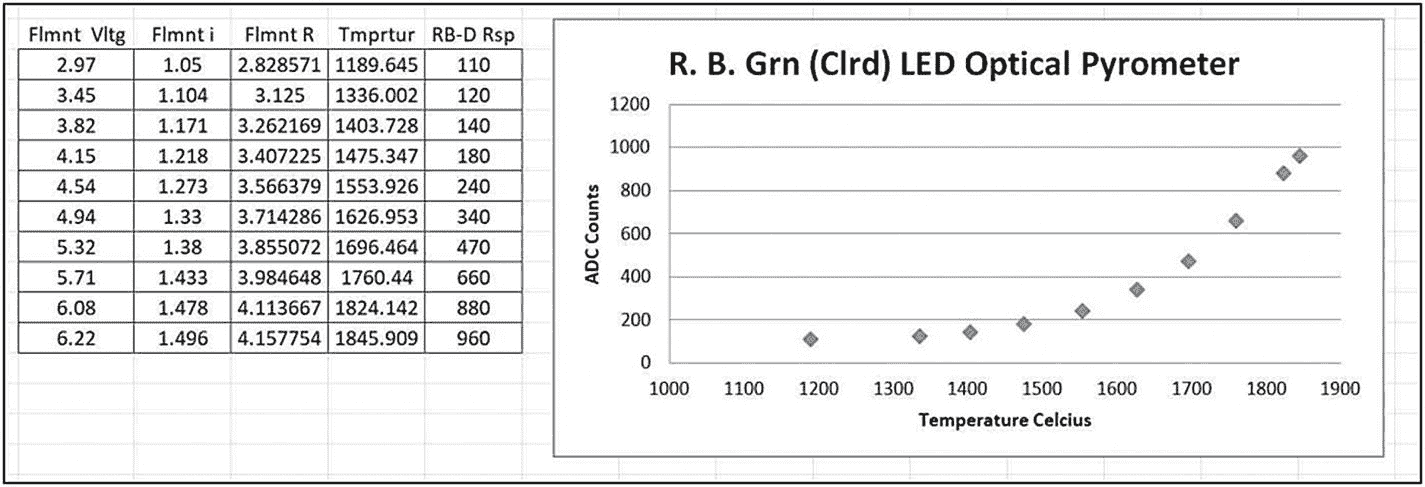 Flmnt Vltg Flmnt i Flmnt R Tmprtur RB-D Rsp
2.97 1.05 2.828571 1189.645 110
3.45 1.104 3.125 1336.002 120
3.82 1.171 3.262169 1403.728 140
4.15 1.218 3.407225 1475.347 180
4.54 1.273 3.566379 1553.926 240
4.94 1.33 3.714286 1626.953 340
5.32 1.38 3.855072 1696.464 470
5.71 1.433 3.984648 1760.44 660
6.08 1.478 4.113667 1824.142 880
6.22 1.496 4.157754 1845.909 960
R. B. Grn (Clrd) LED Optical Pyrometer
1200
1000
800
600
400
200
0
ADC Counts
1000 1100 1200 1300 1400 1500 1600 1700 1800 1900
Temperature Celcius